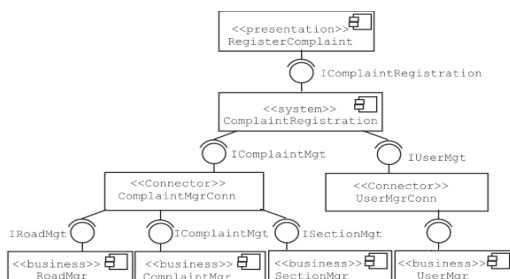 <<presentation>>
RegisterComplaint
IComplaintRegistration
<<system>>
ComplaintRegistration
IComplaintMgt
IUserMgt
<<Connector>>
ComplaintMgrConn
<<Connector>>
UserMgrConn
IRoadMgt
IComplaintMgt
ISectionMgt
<<business>>
RoadMgr
<<business>>
ComplaintMgr
<<business>>
SectionMgr
<<business>>
UserMgr